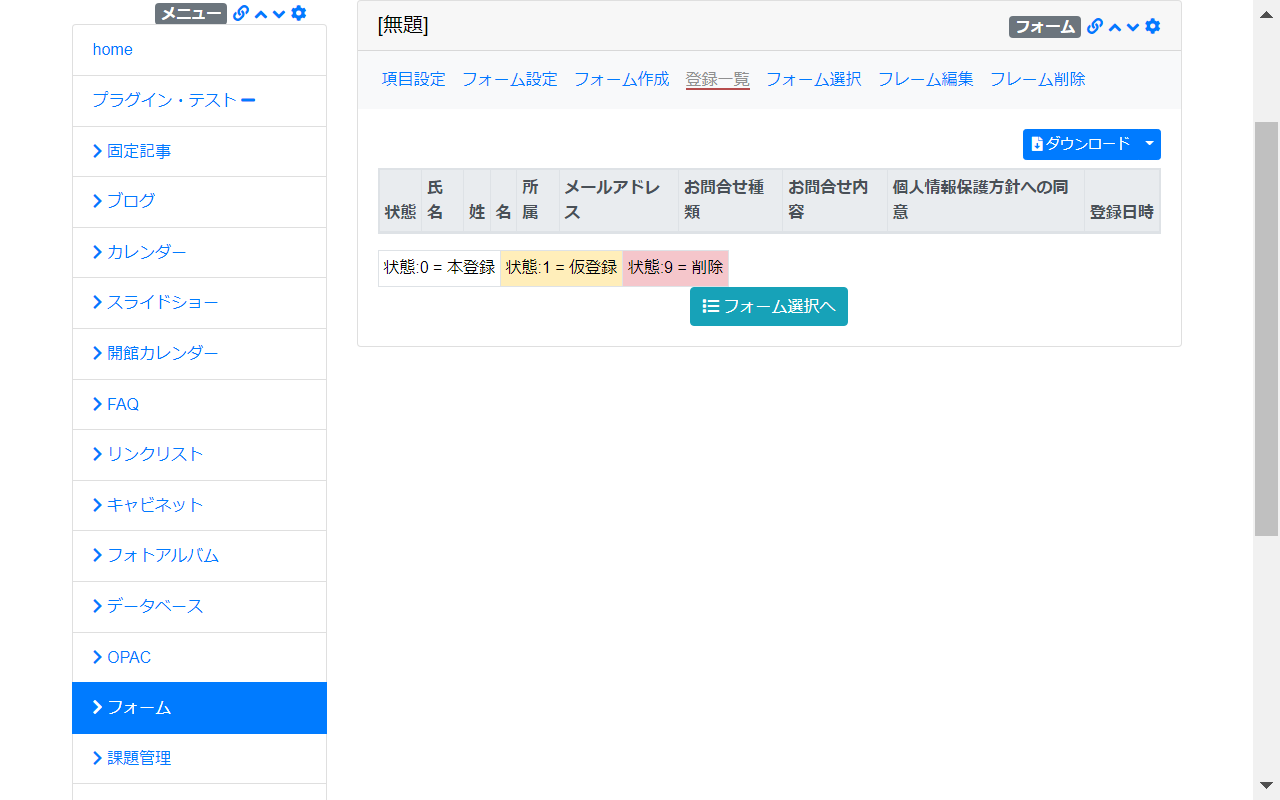 メニュー
home
プラグイン・テスト
固定記事
ブログ
カレンダー
スライドショー
開館カレンダー
FAQ
リンクリスト
キャビネット
フォトアルバム
データベース
OPAC
フォーム
課題管理
[無題]
フォーム
項目設定 フォーム設定 フォーム作成 登録一覧 フォーム選択 フレーム編集 フレーム削除
ダウンロード
状態 氏名 姓 名 所属 メールアドレス お問合せ種類 お問合せ内容 個人情報保護方針への同意 登録日時
状態:0 = 本登録 状態:1 = 仮登録 状態:9 = 削除
フォーム選択へ